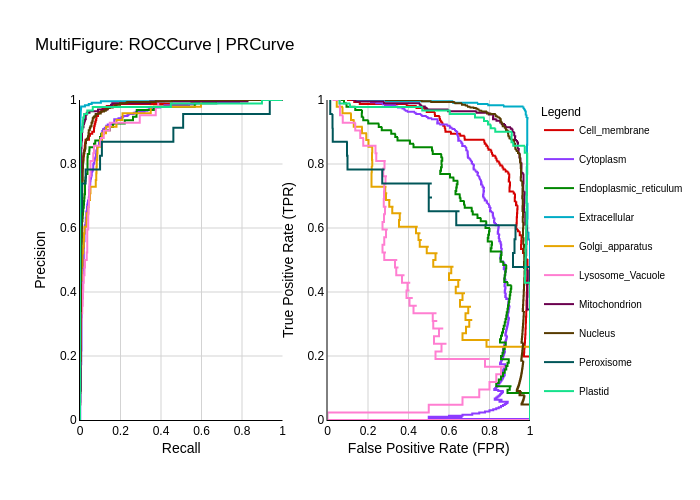 MultiFigure: ROCCurve | PRCurve
Precision
1
0.8
0.6
0.4
0.2
0
0 0.2 0.4 0.6 0.8 1
Recall
True Positive Rate (TPR)
1
0.8
0.6
0.4
0.2
0
0 0.2 0.4 0.6 0.8 1
False Positive Rate (FPR)
Legend
Cell_membrane
Cytoplasm
Endoplasmic_reticulum
Extracellular
Golgi_apparatus
Lysosome_Vacuole
Mitochondrion
Nucleus
Peroxisome
Plastid